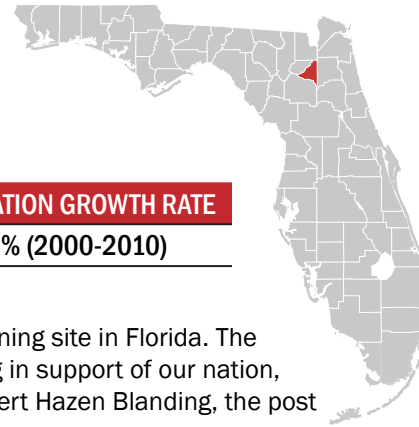 ATION GROWTH RATE
% (2000-2010)
ning site in Florida. The
in support of our nation,
ert Hazen Blanding, the post